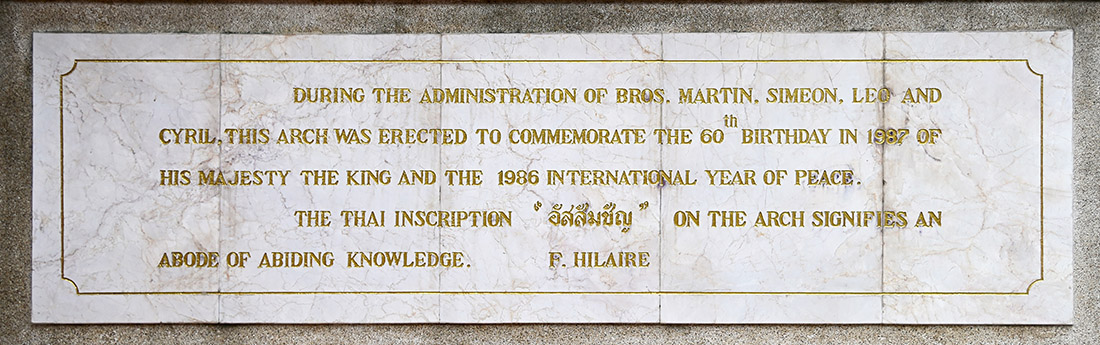 DURING THE ADMINISTRATION OF BROS. MARTIN, SIMEON, LEO AND
CYRIL, THIS ARCH WAS ERECTED TO COMMEMORATE THE 60th BIRTHDAY IN 1987 OF
HIS MAJESTY THE KING AND THE 1986 INTERNATIONAL YEAR OF PEACE.
THE THAI INSCRIPTION “อัสสัมชัญ” ON THE ARCH SIGNIFIES AN
ABODE OF ABIDING KNOWLEDGE. F. HILAIRE